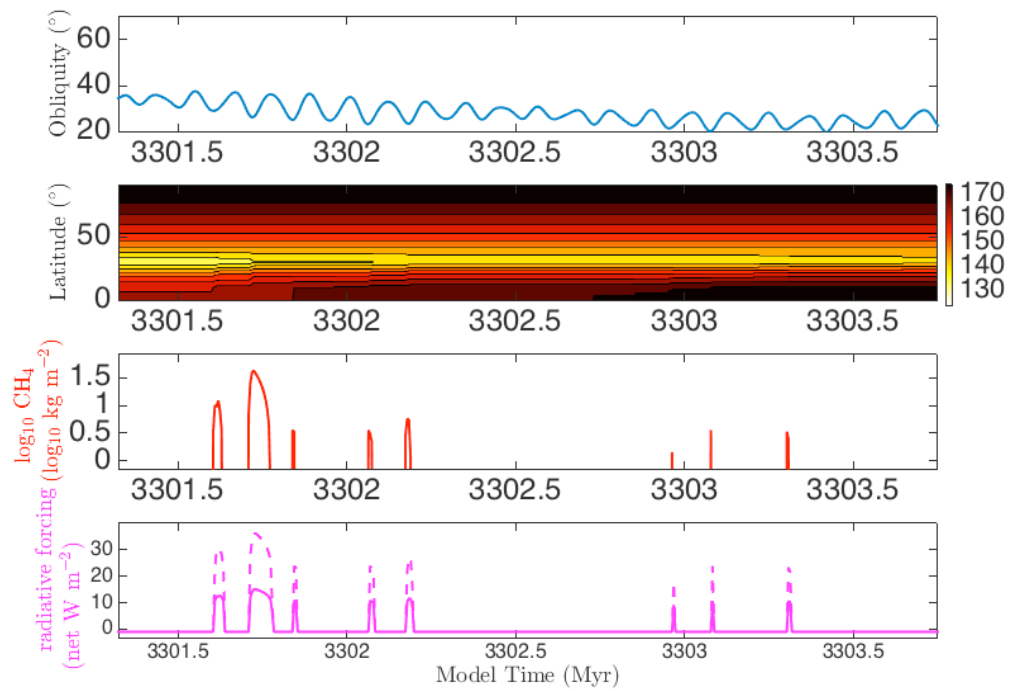 Obliquity (°)
60
40
20
3301.5 3302 3302.5 3303 3303.5
Latitude (°)
50
0
170
160
150
140
130
3301.5 3302 3302.5 3303 3303.5
log₁₀ CH₄
(log₁₀ kg m⁻²)
1.5
1
0.5
0
3301.5 3302 3302.5 3303 3303.5
radiative forcing
(net W m⁻²)
30
20
10
0
3301.5 3302 3302.5 3303 3303.5
Model Time (Myr)